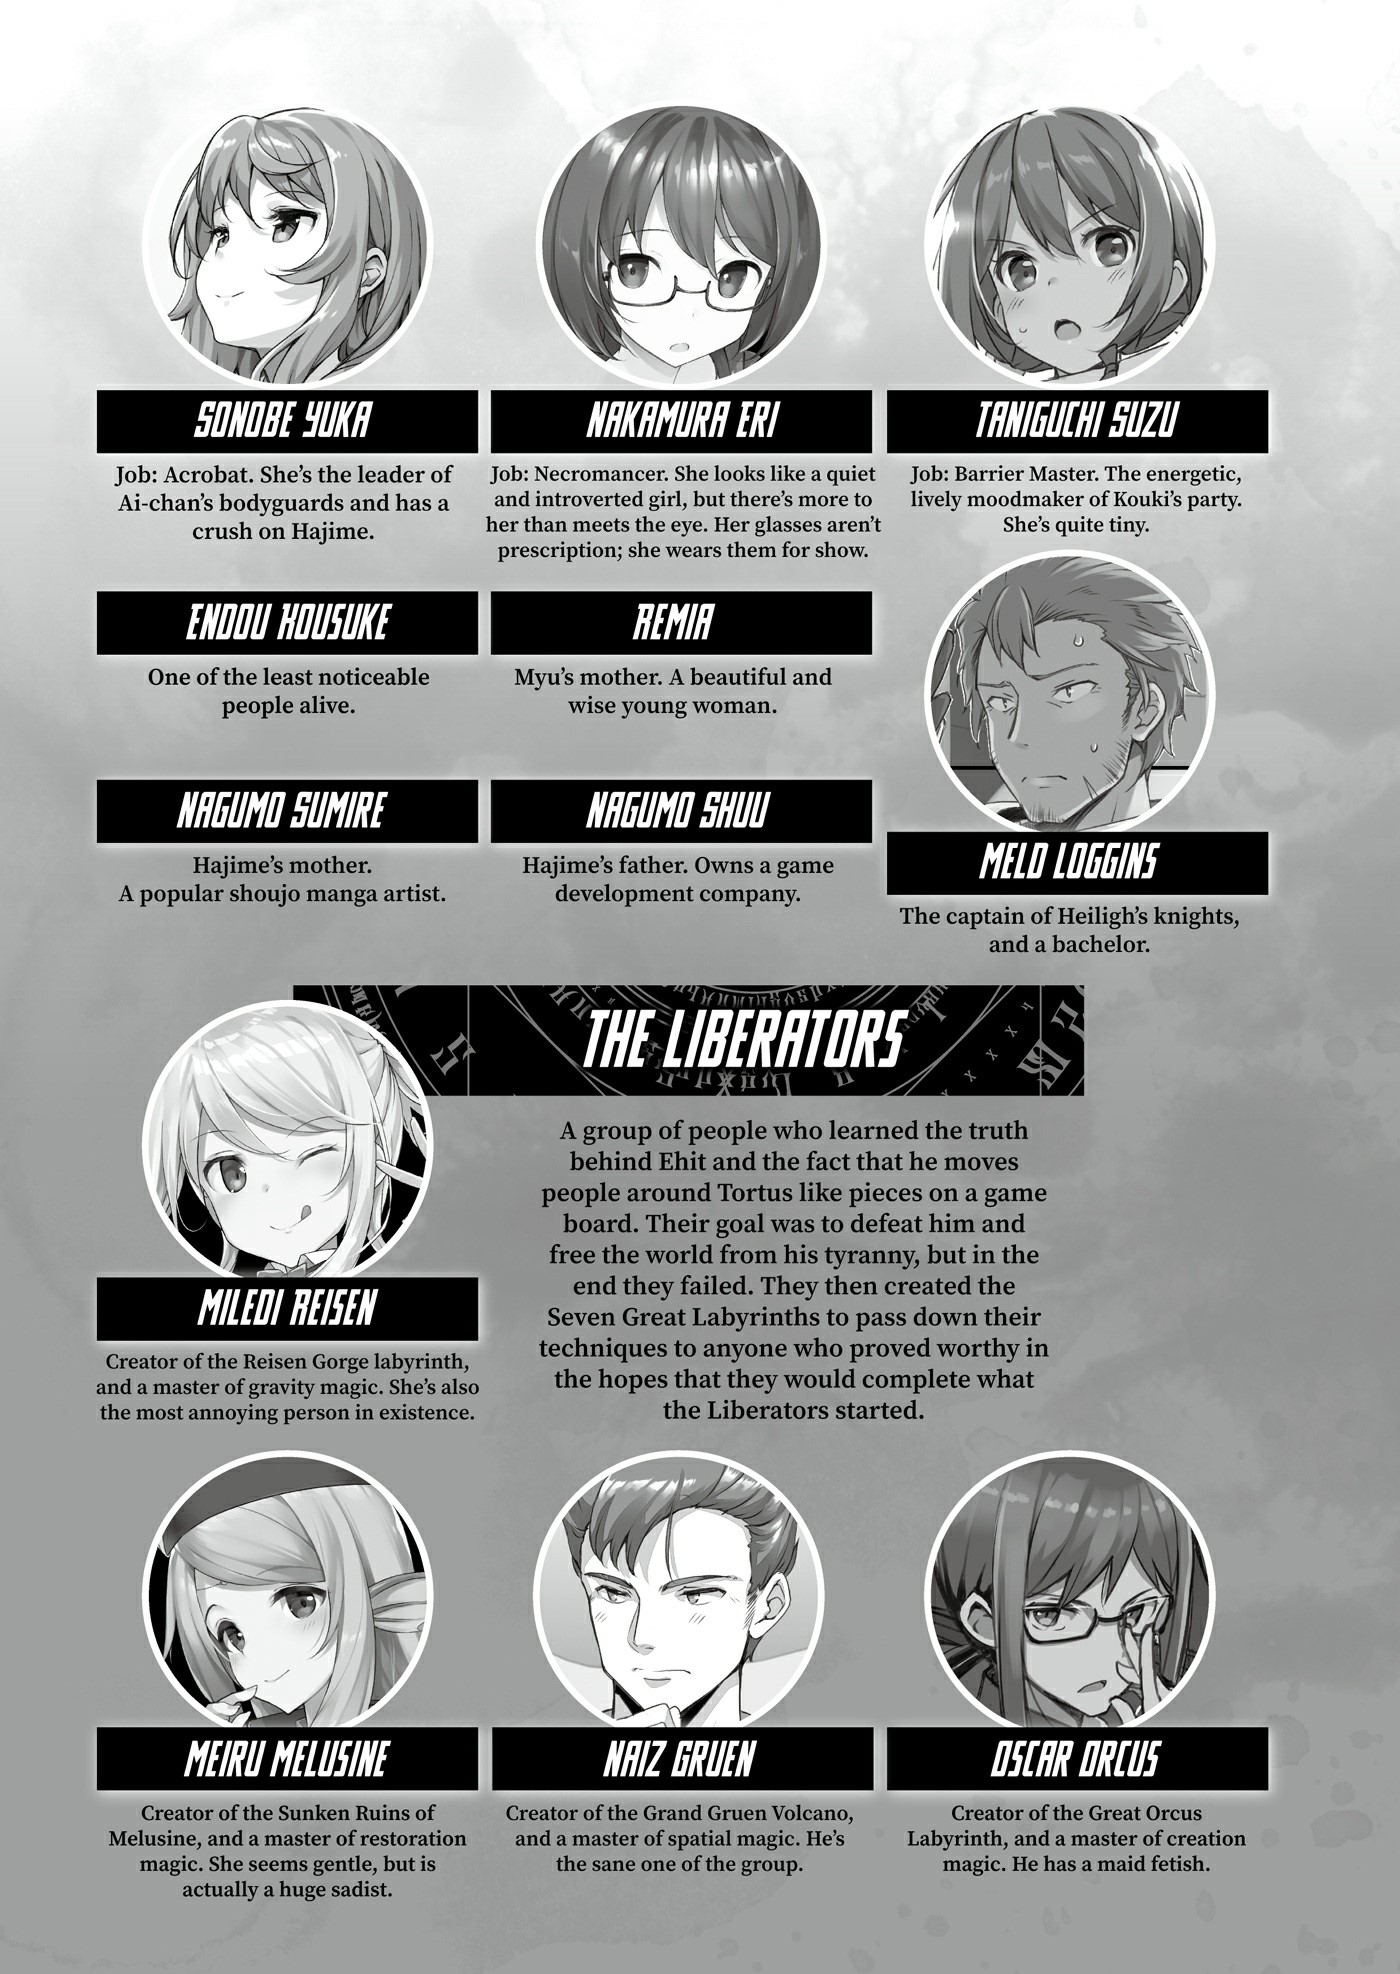 SONOBE YUKA
Job: Acrobat. She's the leader of
Ai-chan's bodyguards and has a
crush on Hajime.
NAKAMURA ERI
Job: Necromancer. She looks like a quiet
and introverted girl, but there's more to
her than meets the eye. Her glasses aren't
prescription; she wears them for show.
TANIGUCHI SUZU
Job: Barrier Master. The energetic,
lively moodmaker of Kouki's party.
She's quite tiny.
ENDOU KOUSUKE
One of the least noticeable
people alive.
REMIA
Myu's mother. A beautiful and
wise young woman.
NAGUMO SUMIRE
Hajime's mother.
A popular shoujo manga artist.
NAGUMO SHUU
Hajime's father. Owns a game
development company.
MELD LOGGINS
The captain of Heiligh's knights,
and a bachelor.
THE LIBERATORS
A group of people who learned the truth
behind Ehit and the fact that he moves
people around Tortus like pieces on a game
board. Their goal was to defeat him and
free the world from his tyranny, but in the
end they failed. They then created the
Seven Great Labyrinths to pass down their
techniques to anyone who proved worthy in
the hopes that they would complete what
the Liberators started.
MILEDI REISEN
Creator of the Reisen Gorge labyrinth,
and a master of gravity magic. She's also
the most annoying person in existence.
MEIRU MELUSINE
Creator of the Sunken Ruins of
Melusine, and a master of restoration
magic. She seems gentle, but is
actually a huge sadist.
NAIZ GRUEN
Creator of the Grand Gruen Volcano,
and a master of spatial magic. He's
the sane one of the group.
OSCAR ORCUS
Creator of the Great Orcus
Labyrinth, and a master of creation
magic. He has a maid fetish.